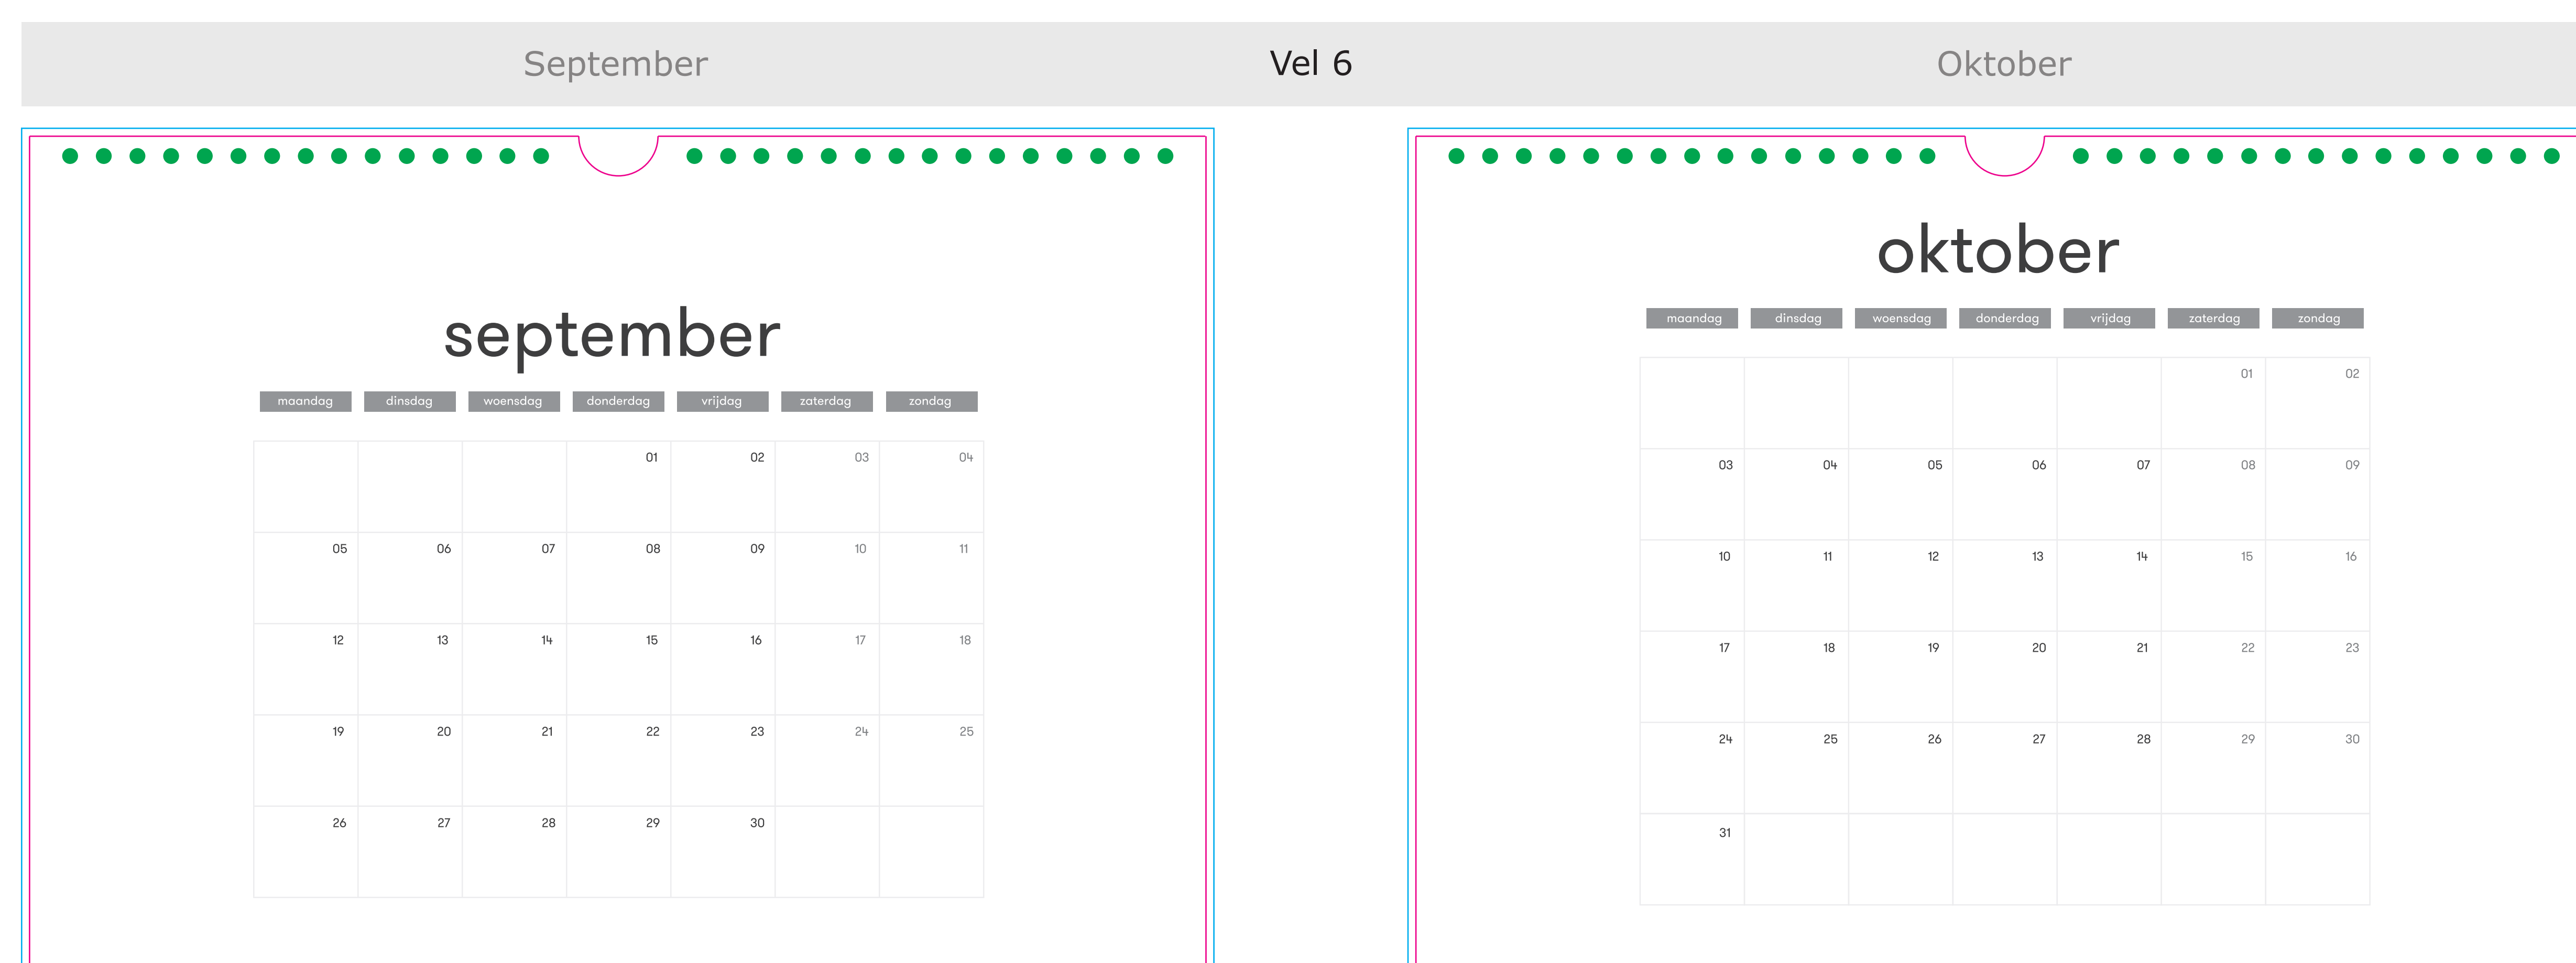 September Vel 6 Oktober
september
maandag dinsdag woensdag donderdag vrijdag zaterdag zondag
01 02 03 04
05 06 07 08 09 10 11
12 13 14 15 16 17 18
19 20 21 22 23 24 25
26 27 28 29 30
oktober
maandag dinsdag woensdag donderdag vrijdag zaterdag zondag
01 02
03 04 05 06 07 08 09
10 11 12 13 14 15 16
17 18 19 20 21 22 23
24 25 26 27 28 29 30
31